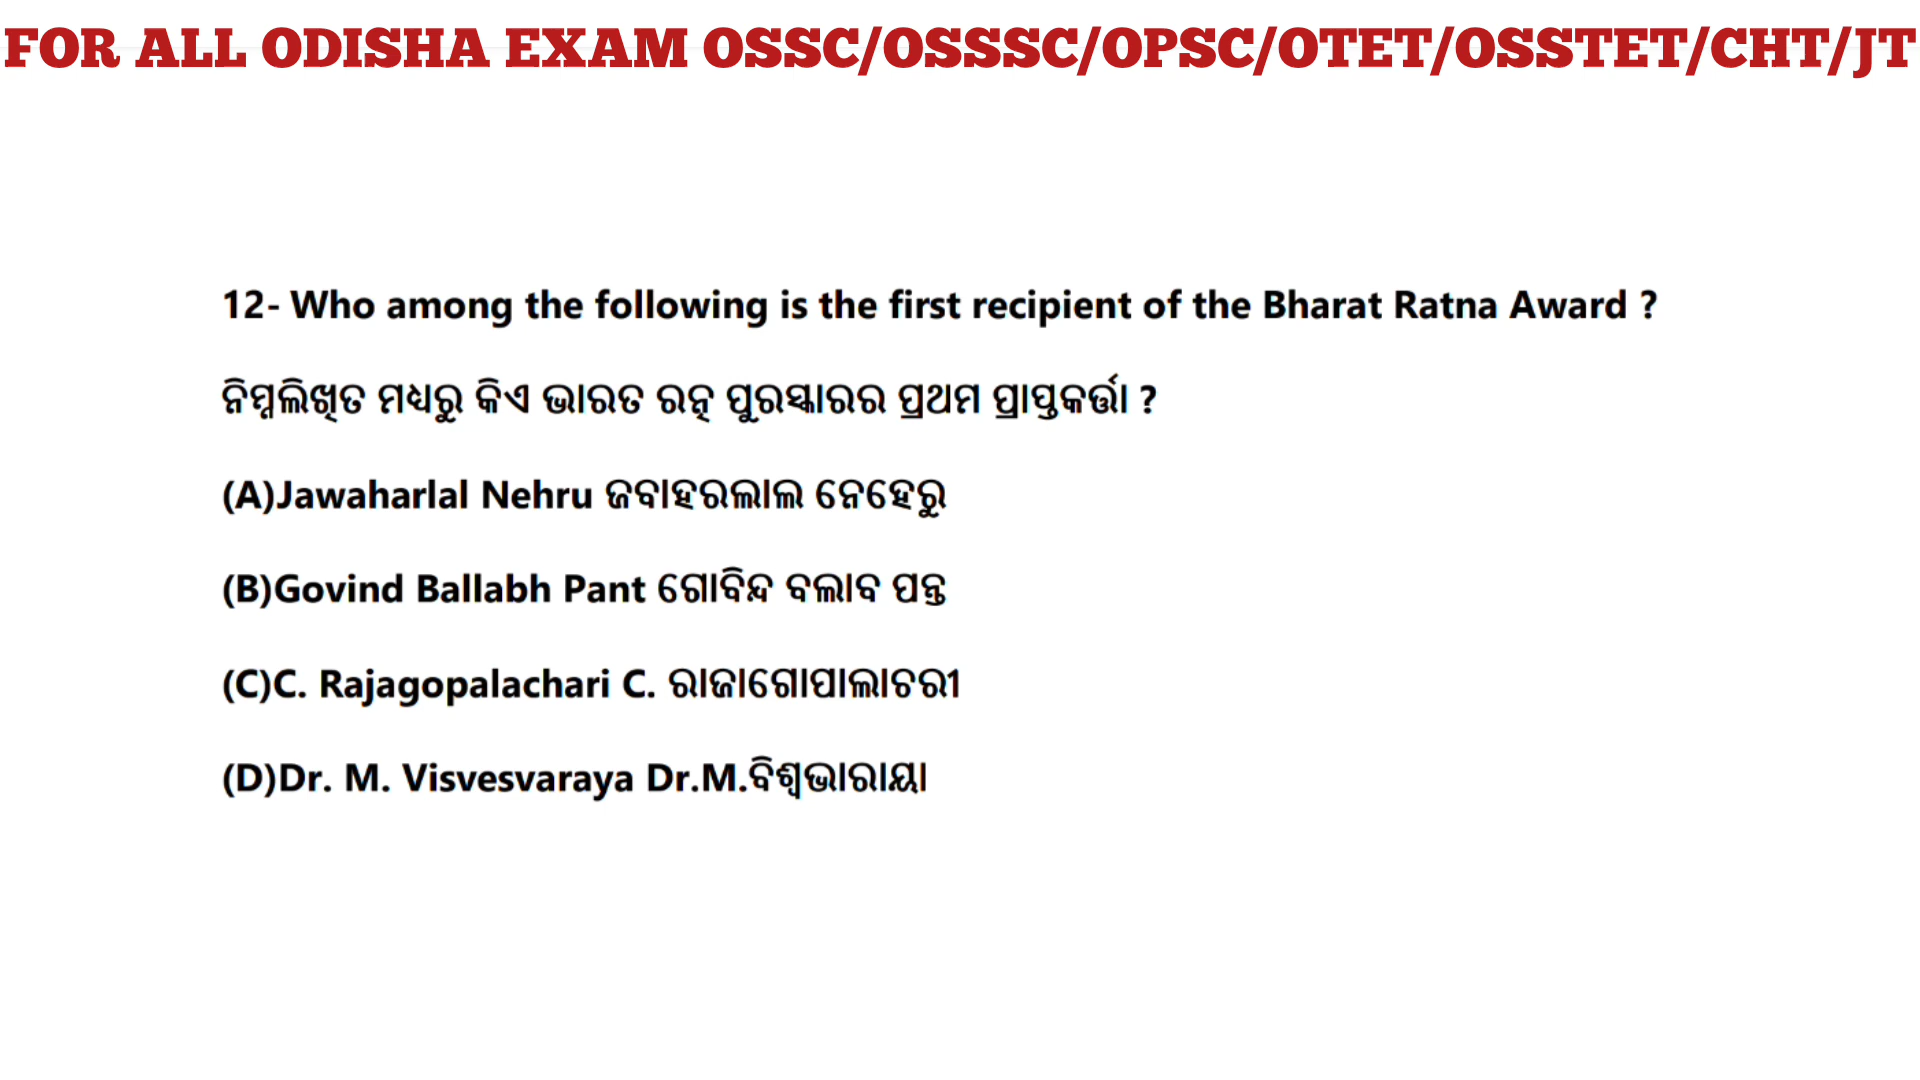 FOR ALL ODISHA EXAM OSSC/OSSSC/OPSC/OTET/OSSTET/CHT/JT
12- Who among the following is the first recipient of the Bharat Ratna Award ?
ନିମ୍ନଲିଖିତ ମଧ୍ୟରୁ କିଏ ଭାରତ ରତ୍ନ ପୁରସ୍କାରର ପ୍ରଥମ ପ୍ରାପ୍ତକର୍ତ୍ତା ?
(A)Jawaharlal Nehru ଜବାହରଲାଲ ନେହେରୁ
(B)Govind Ballabh Pant ଗୋବିନ୍ଦ ବଲାବ ପନ୍ତ
(C)C. Rajagopalachari C. ରାଜାଗୋପାଲାଚରୀ
(D)Dr. M. Visvesvaraya Dr.M.ବିଶ୍ୱଭାରାୟା